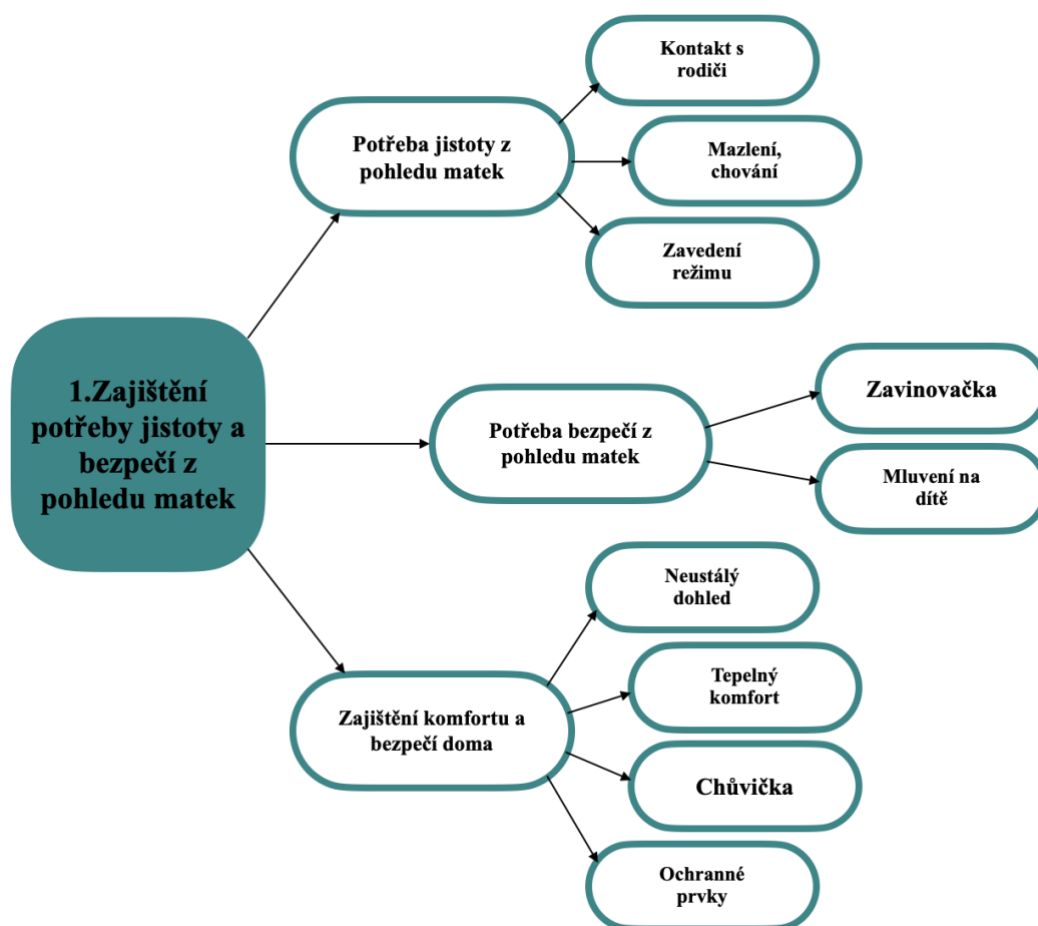 1.Zajištění
potřeby jistoty a
bezpečí z
pohledu matek
Potřeba jistoty z
pohledu matek
Kontakt s
rodiči
Mazlení,
chování
Zavedení
režimu
Potřeba bezpečí z
pohledu matek
Zavinovačka
Mluvení na
dítě
Zajištění komfortu a
bezpečí doma
Neustálý
dohled
Tepelný
komfort
Chůvička
Ochranné
prvky